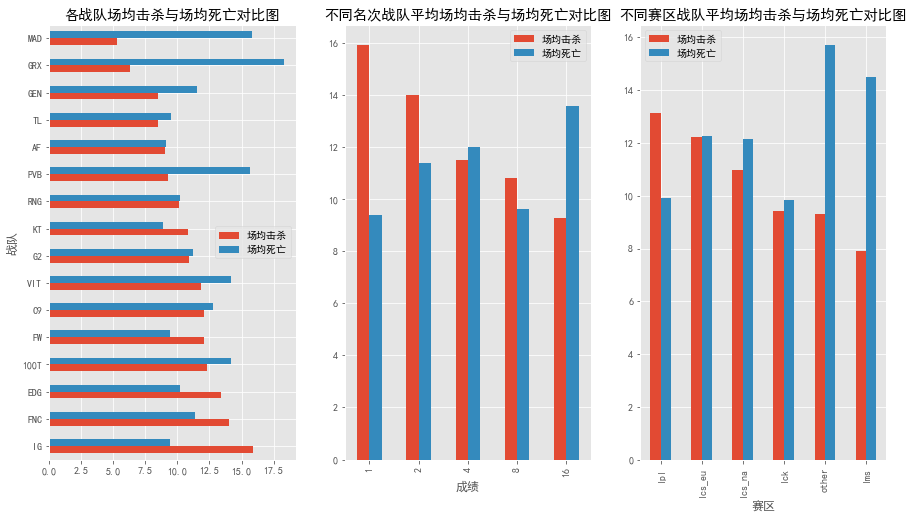 各战队场均击杀与场均死亡对比图
MAD
GRX
GEN
TL
AF
PVB
RNG
KT
G2
VIT
C9
FW
100T
EDG
FNC
IG
战队
场均击杀
场均死亡
0.0 2.5 5.0 7.5 10.0 12.5 15.0 17.5
不同名次战队平均场均击杀与场均死亡对比图
场均击杀
场均死亡
16
14
12
10
8
6
4
2
0
1 2 4 8 16
成绩
不同赛区战队平均场均击杀与场均死亡对比图
场均击杀
场均死亡
16
14
12
10
8
6
4
2
0
lpl lcs_eu lcs_na lck other lms
赛区